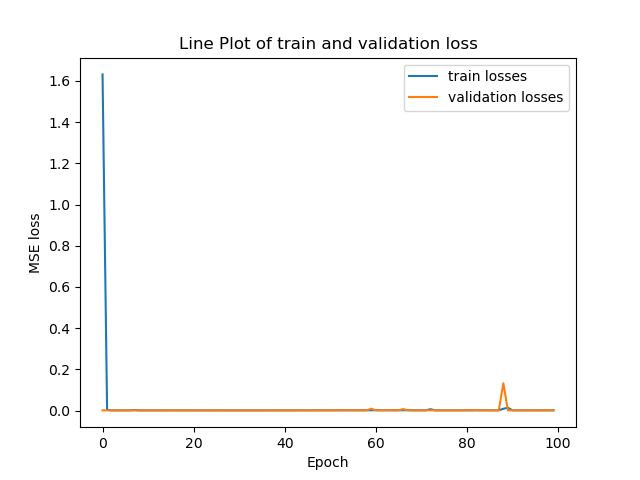 Line Plot of train and validation loss
train losses
validation losses
MSE loss
1.6
1.4
1.2
1.0
0.8
0.6
0.4
0.2
0.0
0 20 40 60 80 100
Epoch